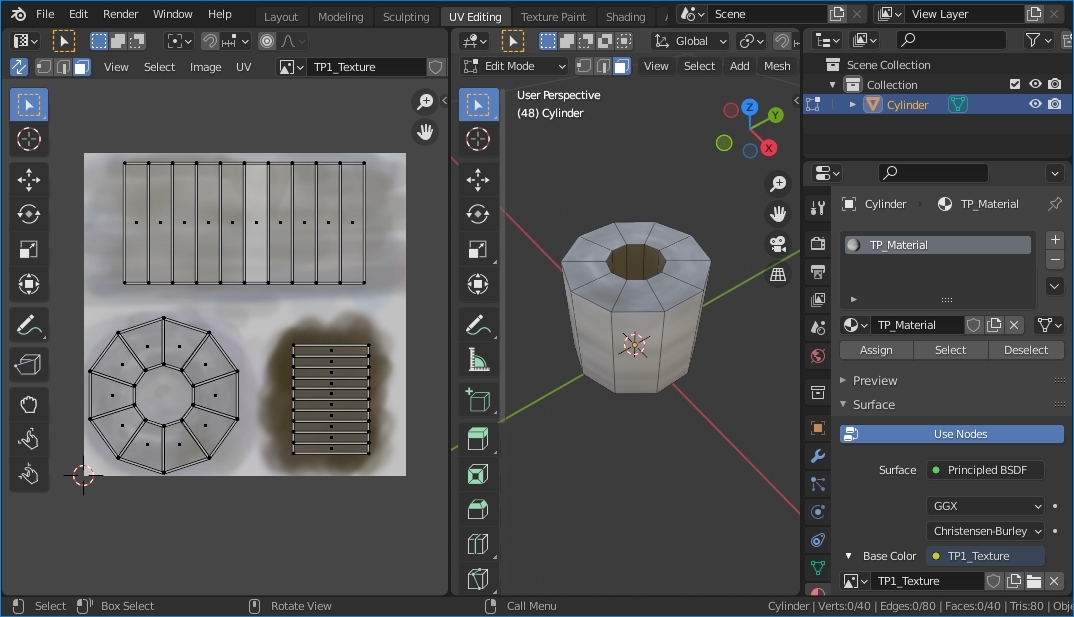 File Edit Render Window Help Layout Modeling Sculpting UV Editing Texture Paint Shading Scene View Layer
Global
View Select Image UV TP1_Texture Edit Mode View Select Add Mesh
Scene Collection
Collection
Cylinder
User Perspective
(48) Cylinder
Z
Y
X
Cylinder TP_Material
TP_Material
TP_Material
Assign Select Deselect
Preview
Surface
Use Nodes
Surface Principled BSDF
GGX
Christensen-Burley
Base Color TP1_Texture
TP1_Texture
Select Box Select Rotate View Call Menu Cylinder | Verts:0/40 | Edges:0/80 | Faces:0/40 | Tris:80 | Obje